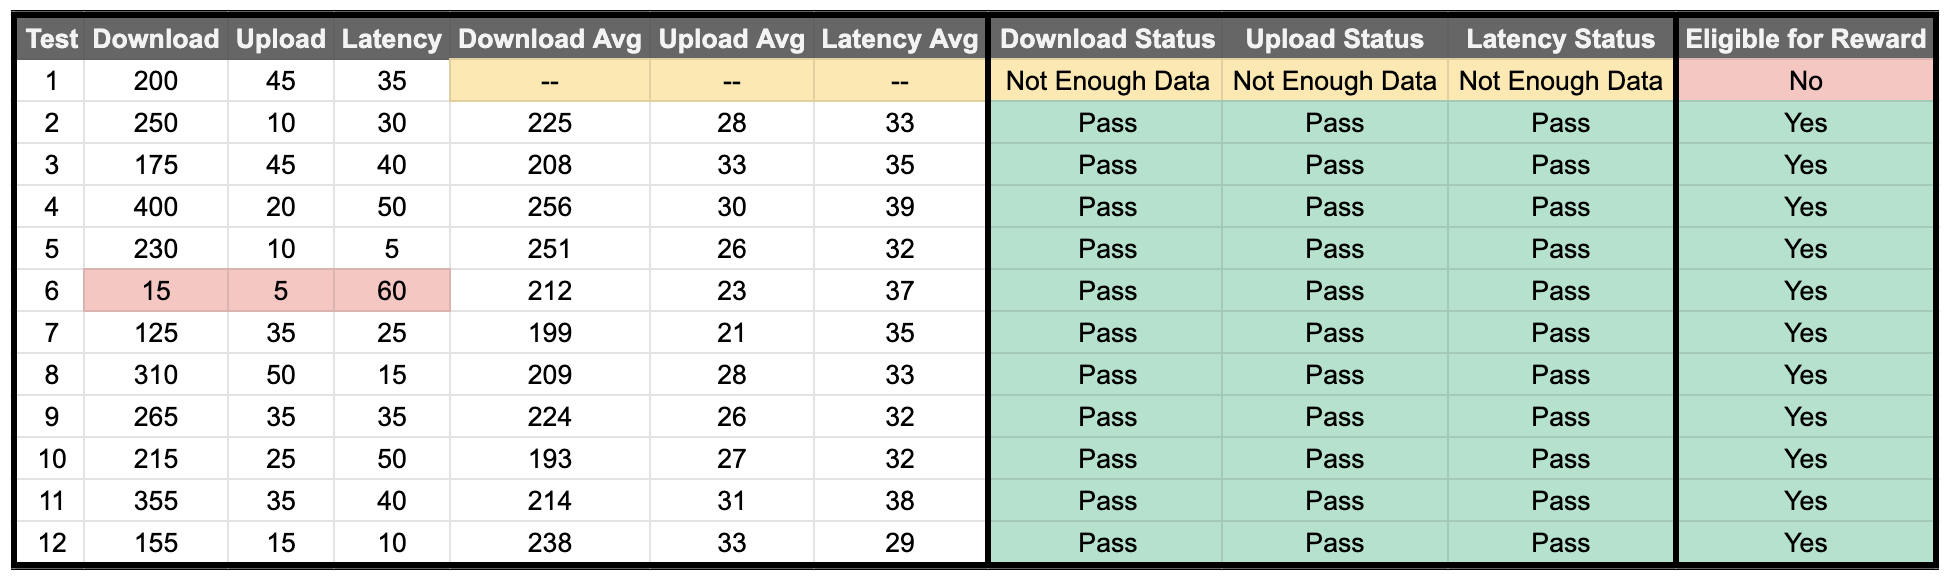 Test Download Upload Latency Download Avg Upload Avg Latency Avg Download Status Upload Status Latency Status Eligible for Reward
1 200 45 35 -- -- -- Not Enough Data Not Enough Data Not Enough Data No
2 250 10 30 225 28 33 Pass Pass Pass Yes
3 175 45 40 208 33 35 Pass Pass Pass Yes
4 400 20 50 256 30 39 Pass Pass Pass Yes
5 230 10 5 251 26 32 Pass Pass Pass Yes
6 15 5 60 212 23 37 Pass Pass Pass Yes
7 125 35 25 199 21 35 Pass Pass Pass Yes
8 310 50 15 209 28 33 Pass Pass Pass Yes
9 265 35 35 224 26 32 Pass Pass Pass Yes
10 215 25 50 193 27 32 Pass Pass Pass Yes
11 355 35 40 214 31 38 Pass Pass Pass Yes
12 155 15 10 238 33 29 Pass Pass Pass Yes